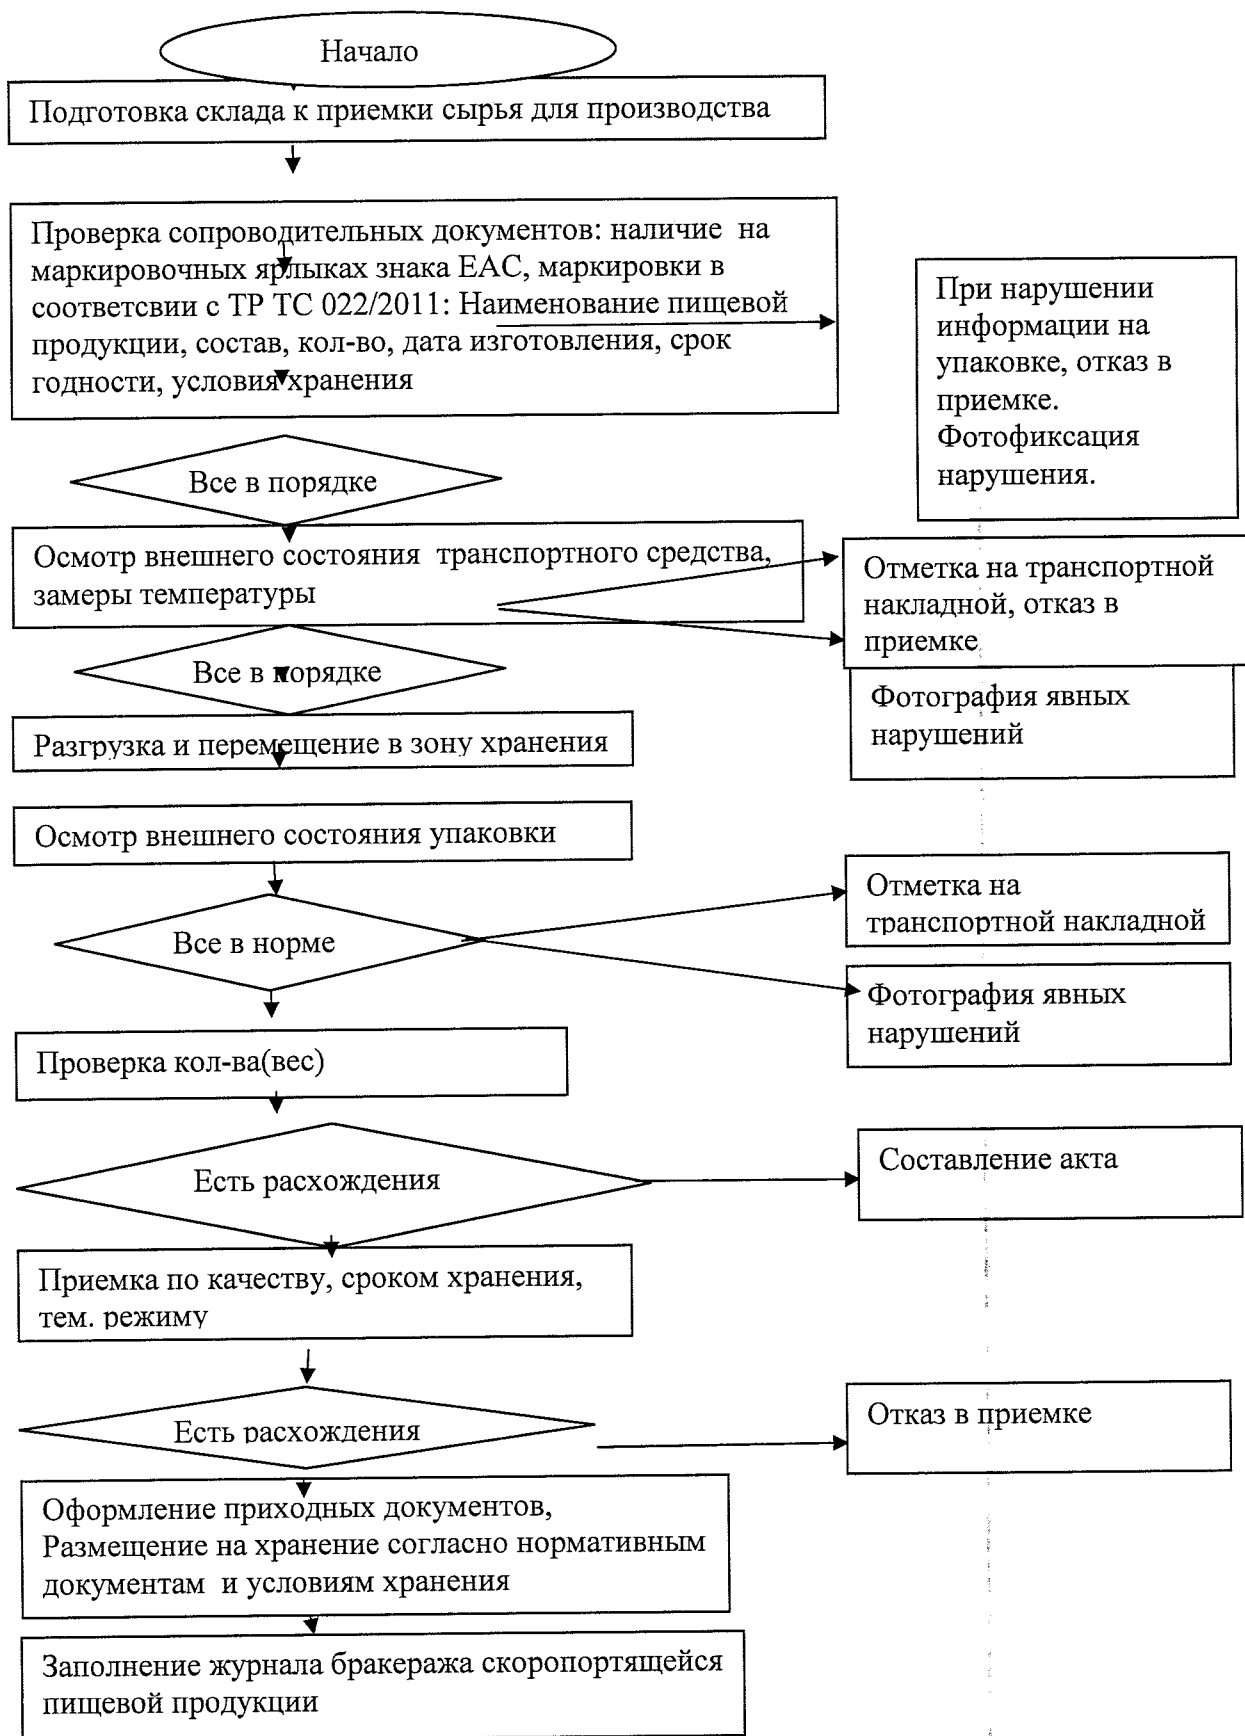 Начало
Подготовка склада к приемки сырья для производства
Проверка сопроводительных документов: наличие на
маркировочных ярлыках знака ЕАС, маркировки в
соответсвии с ТР ТС 022/2011: Наименование пищевой
продукции, состав, кол-во, дата изготовления, срок
годности, условия хранения
При нарушении
информации на
упаковке, отказ в
приемке.
Фотофиксация
нарушения.
Все в порядке
Осмотр внешнего состояния транспортного средства,
замеры температуры
Отметка на транспортной
накладной, отказ в
приемке
Все в порядке
Фотография явных
нарушений
Разгрузка и перемещение в зону хранения
Осмотр внешнего состояния упаковки
Отметка на
транспортной накладной
Все в норме
Фотография явных
нарушений
Проверка кол-ва(вес)
Есть расхождения
Составление акта
Приемка по качеству, сроком хранения,
тем. режиму
Есть расхождения
Отказ в приемке
Оформление приходных документов,
Размещение на хранение согласно нормативным
документам и условиям хранения
Заполнение журнала бракеража скоропортящейся
пищевой продукции